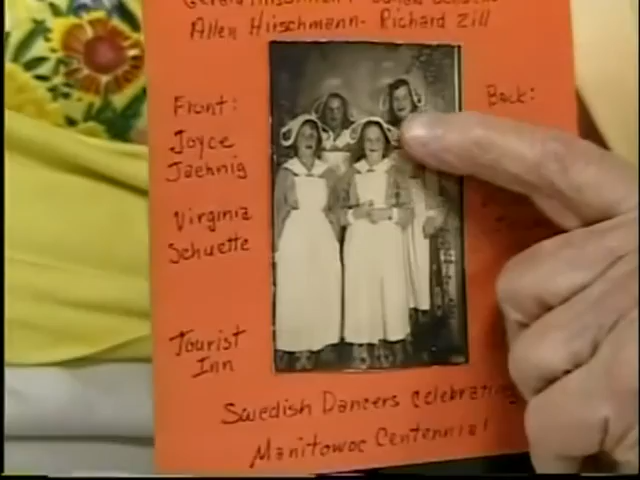 Allen Hirschmann- Richard Zill
Front:
Joyce
Jaehnig
Virginia
Schuette
Tourist
Inn
Back:
Swedish Dancers celebrating
Manitowoc Centennial